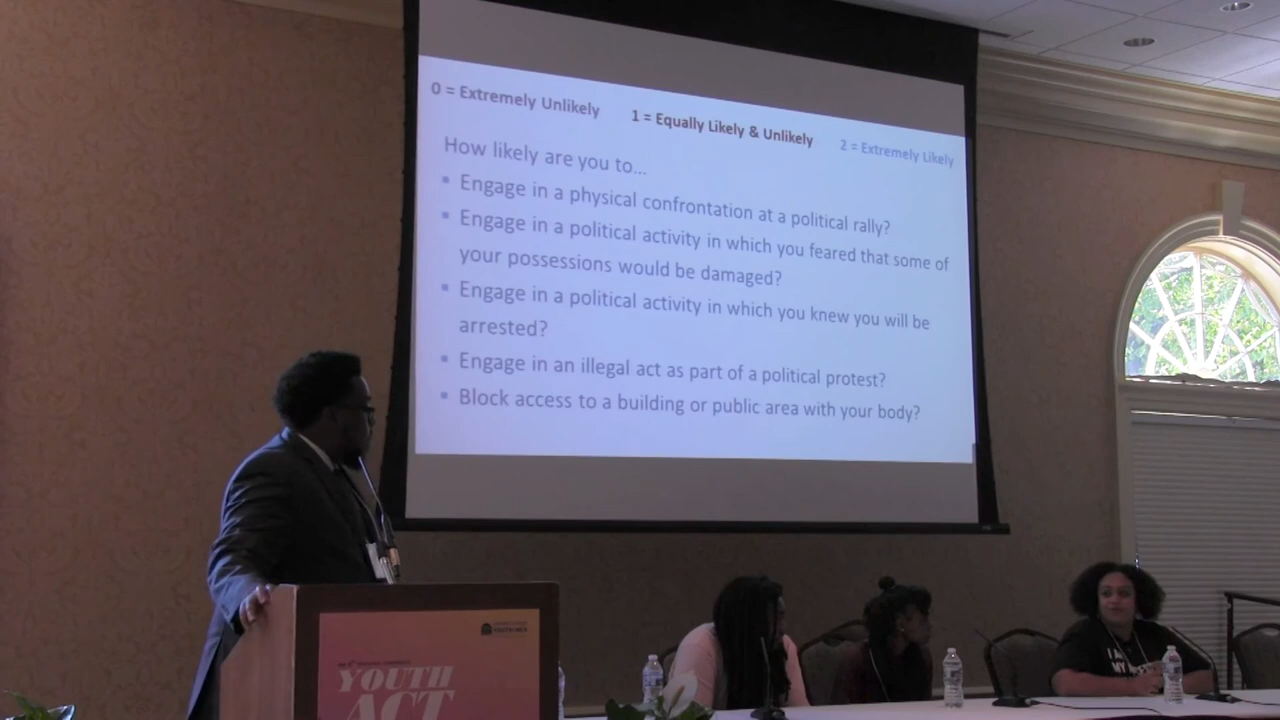 0 = Extremely Unlikely 1 = Equally Likely & Unlikely 2 = Extremely Likely
How likely are you to...
▪ Engage in a physical confrontation at a political rally?
▪ Engage in a political activity in which you feared that some of
your possessions would be damaged?
▪ Engage in a political activity in which you knew you will be
arrested?
▪ Engage in an illegal act as part of a political protest?
▪ Block access to a building or public area with your body?
YOUTH
ACT